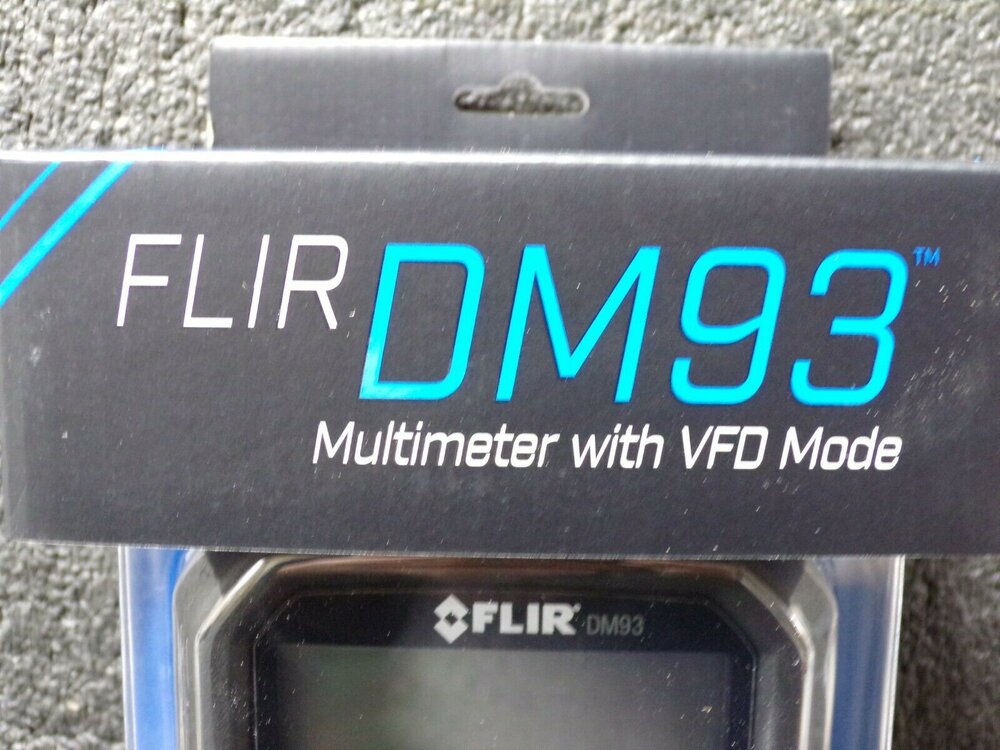 FLIR DM93™
Multimeter with VFD Mode
FLIR® DM93